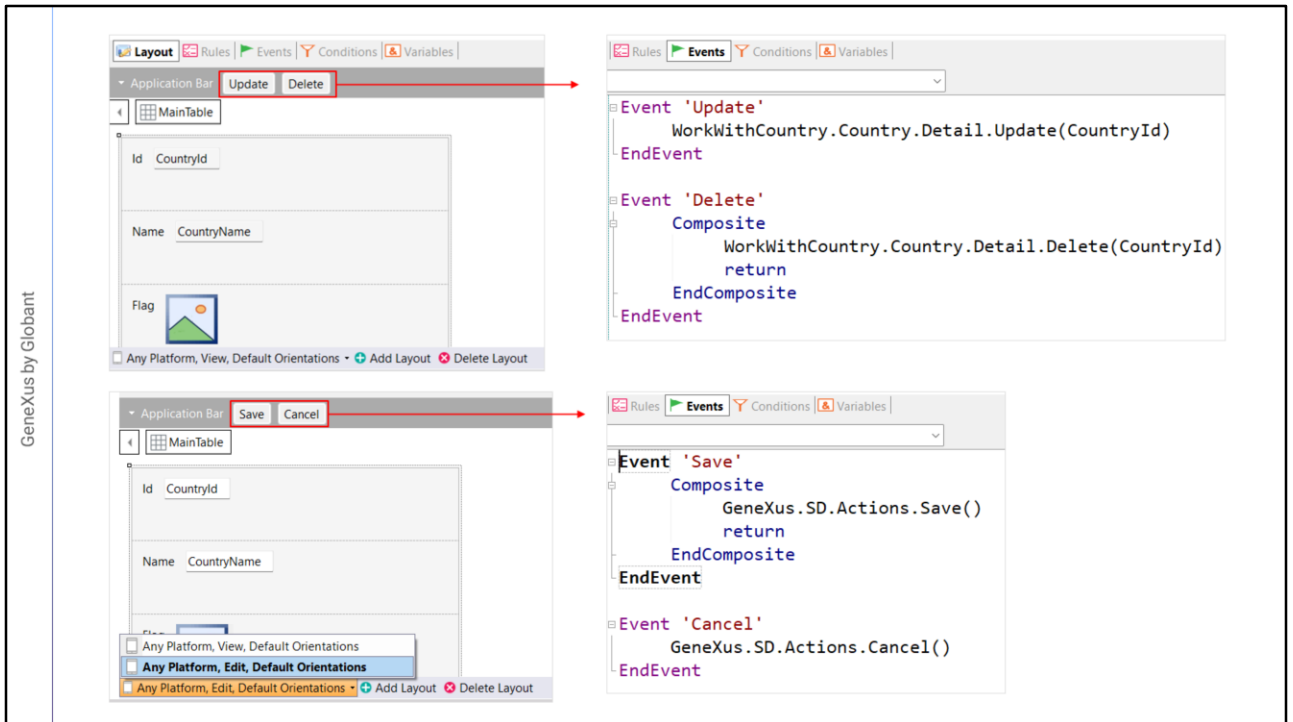 GeneXus by Globant
Layout Rules Events Conditions Variables
Application Bar Update Delete
MainTable
Id CountryId
Name CountryName
Flag
Any Platform, View, Default Orientations Add Layout Delete Layout
Rules Events Conditions Variables
Event 'Update'
WorkWithCountry.Country.Detail.Update(CountryId)
EndEvent
Event 'Delete'
Composite
WorkWithCountry.Country.Detail.Delete(CountryId)
return
EndComposite
EndEvent
Application Bar Save Cancel
MainTable
Id CountryId
Name CountryName
Any Platform, View, Default Orientations
Any Platform, Edit, Default Orientations
Any Platform, Edit, Default Orientations Add Layout Delete Layout
Rules Events Conditions Variables
Event 'Save'
Composite
GeneXus.SD.Actions.Save()
return
EndComposite
EndEvent
Event 'Cancel'
GeneXus.SD.Actions.Cancel()
EndEvent